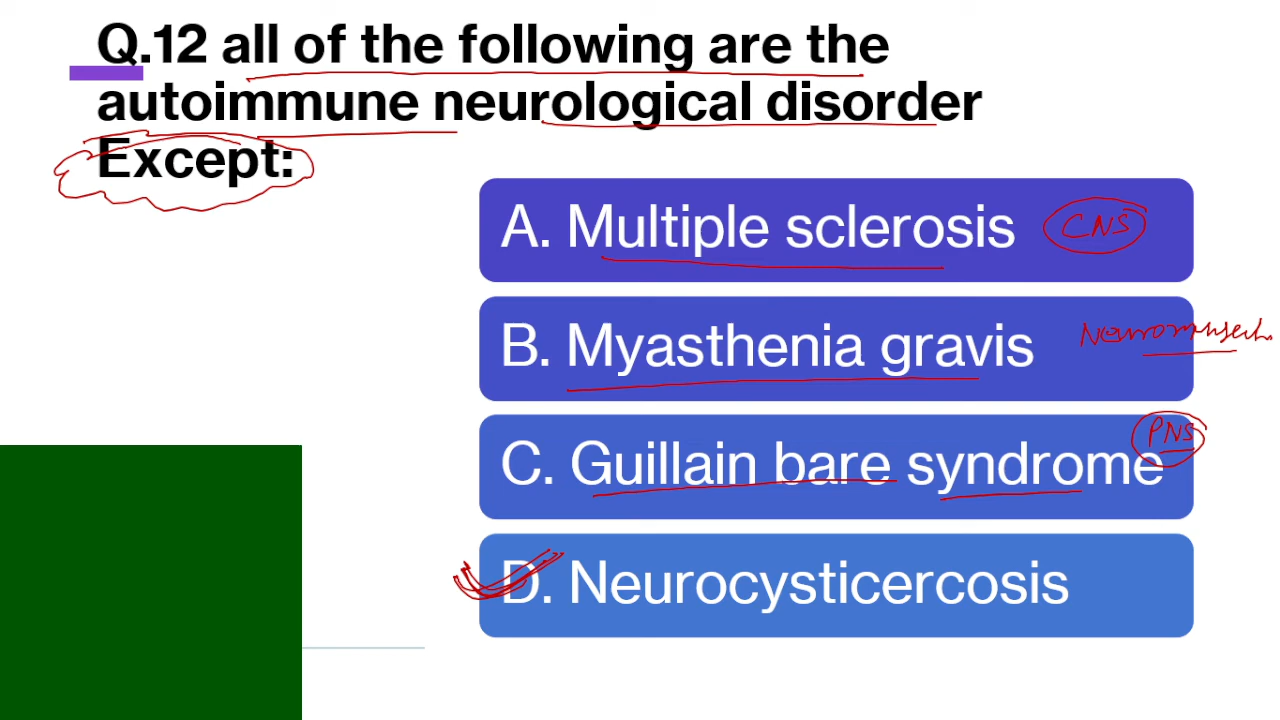 Q.12 all of the following are the
autoimmune neurological disorder
Except:
A. Multiple sclerosis CNS
B. Myasthenia gravis
C. Guillain bare syndrome PNS
D. Neurocysticercosis